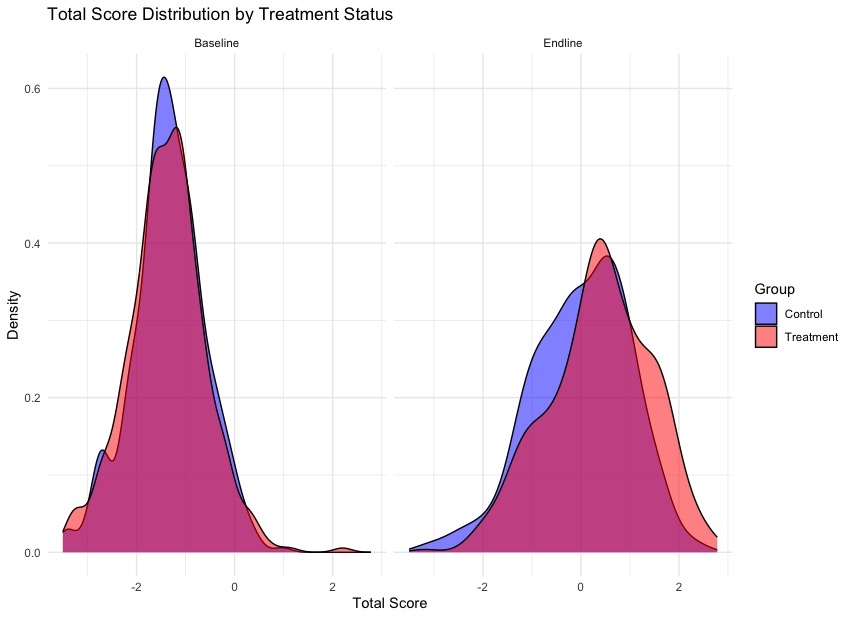 Total Score Distribution by Treatment Status
Baseline
Endline
0.6
0.4
0.2
0.0
Density
-2
0
2
-2
0
2
Total Score
Group
Control
Treatment